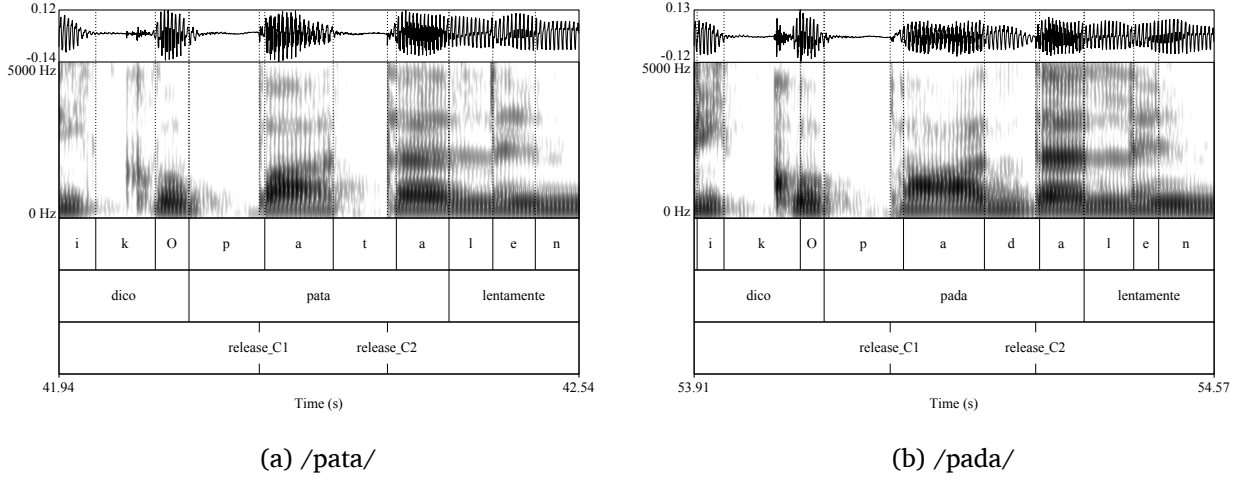 0.12
-0.14
5000 Hz
0 Hz
i k O p a t a l e n
dico pata lentamente
release_C1 release_C2
41.94 42.54
Time (s)
(a) /pata/
0.13
-0.12
5000 Hz
0 Hz
i k O p a d a l e n
dico pada lentamente
release_C1 release_C2
53.91 54.57
Time (s)
(b) /pada/